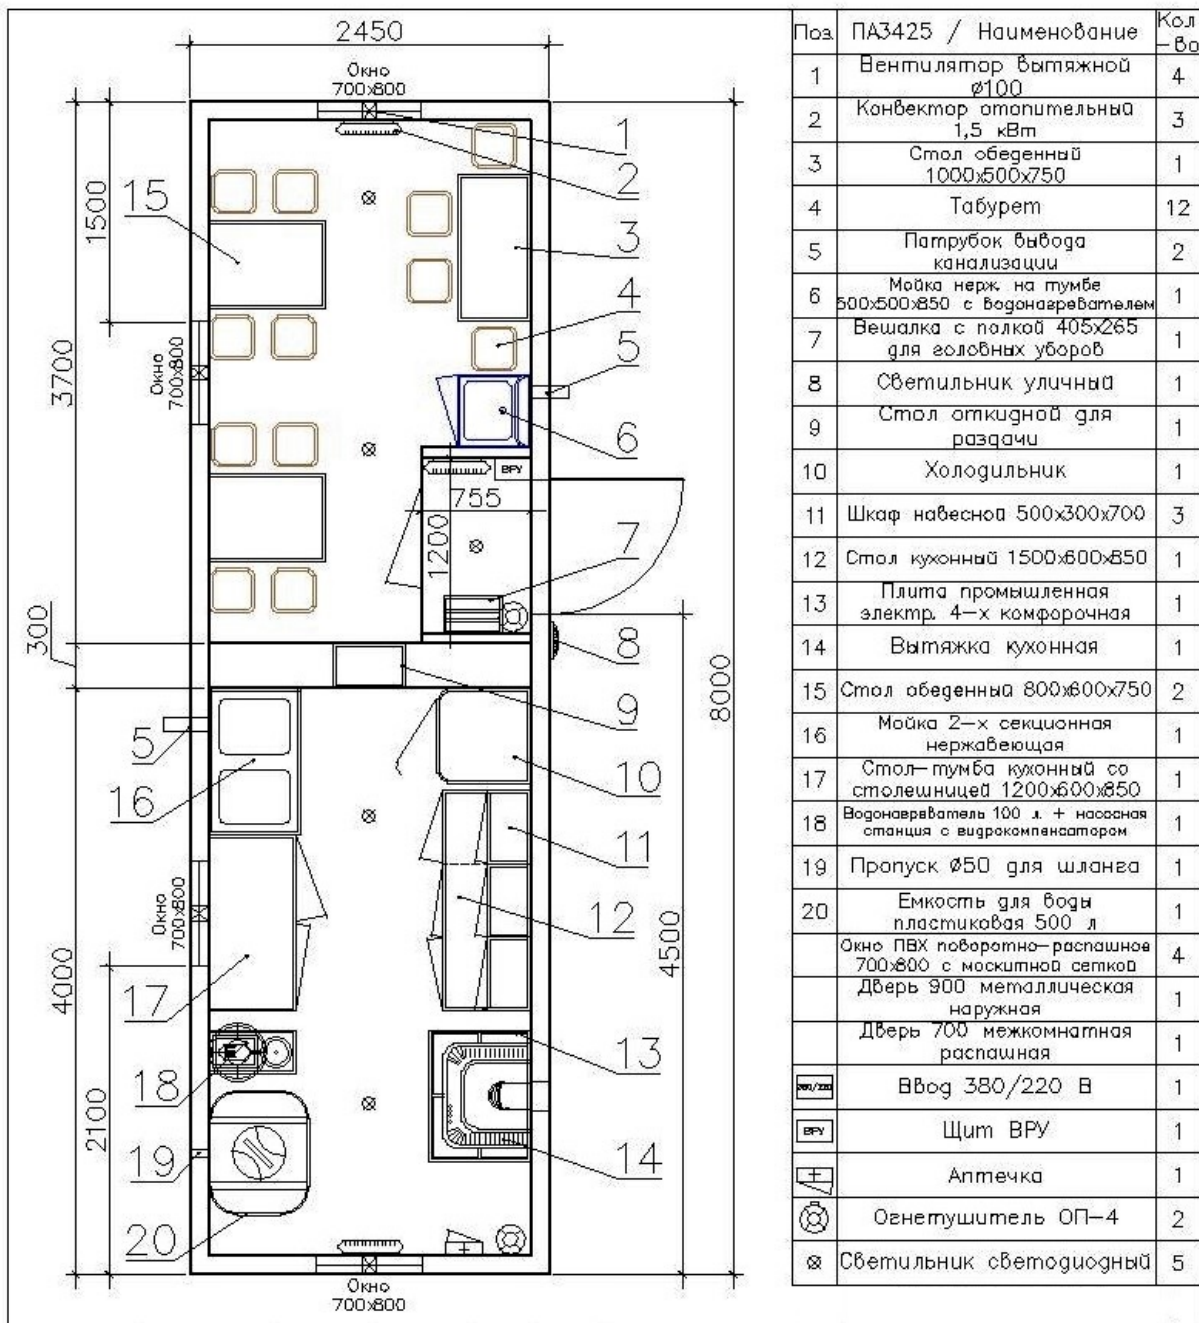 2450
Окно
700x800
1
2
15
1500
3
4
5
3700
Окно
700x800
6
ВРУ
755
1200
7
300
8
9
8000
5
10
16
11
Окно
700x800
12
4500
4000
17
13
18
2100
14
19
20
Окно
700x800
Поз. ПА3425 / Наименование Кол
-во
1 Вентилятор вытяжной
ø100 4
2 Конвектор отопительный
1,5 кВт 3
3 Стол обеденный
1000x500x750 1
4 Табурет 12
5 Патрубок вывода
канализации 2
6 Мойка нерж. на тумбе
500x500x850 с водонагревателем 1
7 Вешалка с полкой 405x265
для головных уборов 1
8 Светильник уличный 1
9 Стол откидной для
раздачи 1
10 Холодильник 1
11 Шкаф навесной 500x300x700 3
12 Стол кухонный 1500x600x850 1
13 Плита промышленная
электр. 4-х комфорочная 1
14 Вытяжка кухонная 1
15 Стол обеденный 800x600x750 2
16 Мойка 2-х секционная
нержавеющая 1
17 Стол-тумба кухонный со
столешницей 1200x600x850 1
18 Водонагреватель 100 л. + насосная
станция с гидрокомпенсатором 1
19 Пропуск Ø50 для шланга 1
20 Емкость для воды
пластиковая 500 л 1
Окно ПВХ поворотно-распашное
700x800 с москитной сеткой 4
Дверь 900 металлическая
наружная 1
Дверь 700 межкомнатная
распашная 1
380/220 Ввод 380/220 В 1
ВРУ Щит ВРУ 1
Аптечка 1
Огнетушитель ОП-4 2
Светильник светодиодный 5